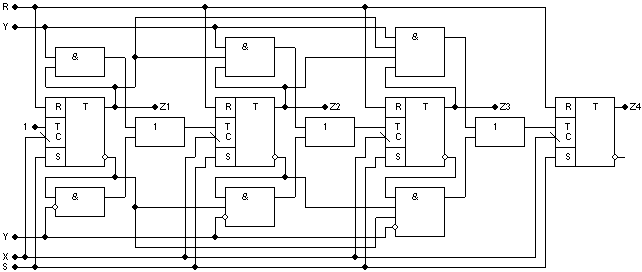 R
Y
& & &
R T Z1 R T Z2 R T Z3 R T Z4
1 T 1 T 1 T 1 T
C C C C
S S S S
& & &
Y
X
S